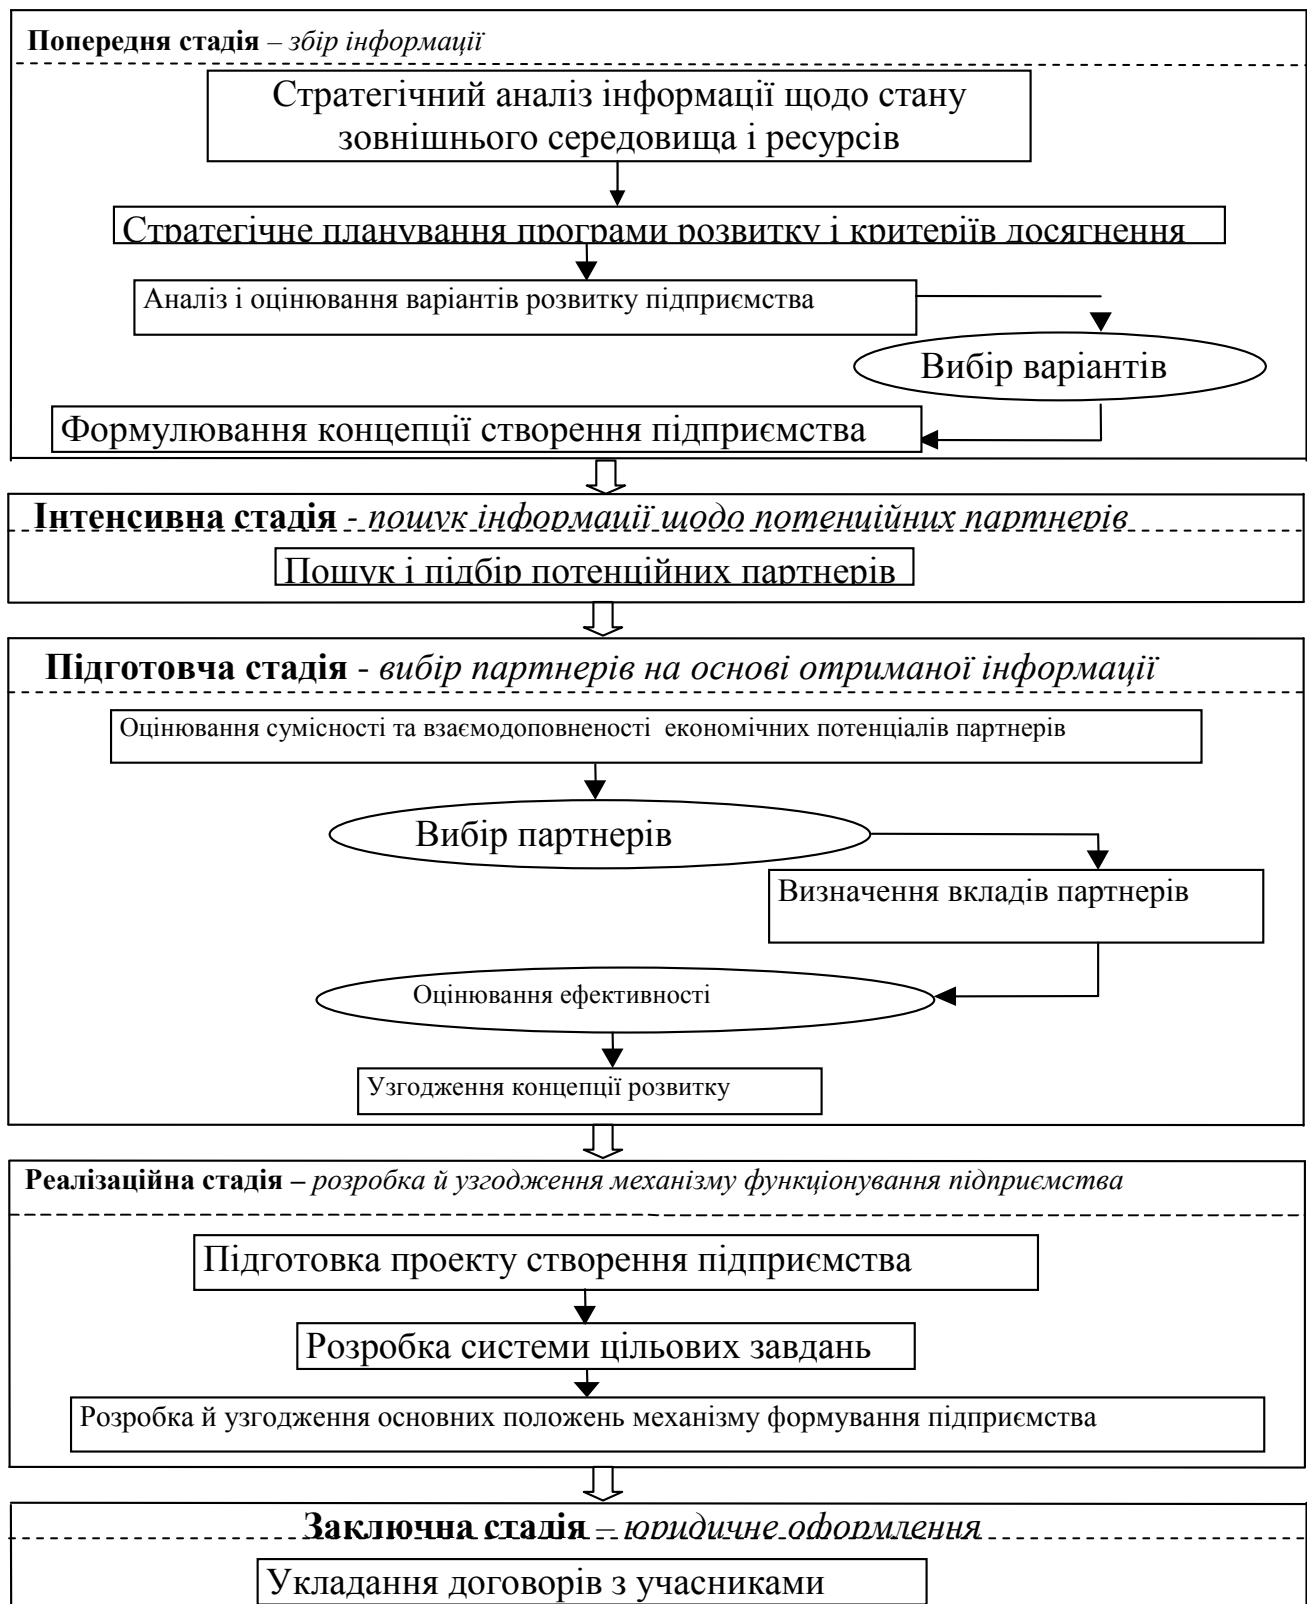 Попередня стадія – збір інформації
Стратегічний аналіз інформації щодо стану
зовнішнього середовища і ресурсів
Стратегічне планування програми розвитку і критеріїв досягнення
Аналіз і оцінювання варіантів розвитку підприємства
Вибір варіантів
Формулювання концепції створення підприємства
Інтенсивна стадія - пошук інформації щодо потенційних партнерів
Пошук і підбір потенційних партнерів
Підготовча стадія - вибір партнерів на основі отриманої інформації
Оцінювання сумісності та взаємодоповненості економічних потенціалів партнерів
Вибір партнерів
Визначення вкладів партнерів
Оцінювання ефективності
Узгодження концепції розвитку
Реалізаційна стадія – розробка й узгодження механізму функціонування підприємства
Підготовка проекту створення підприємства
Розробка системи цільових завдань
Розробка й узгодження основних положень механізму формування підприємства
Заключна стадія – юридичне оформлення
Укладання договорів з учасниками